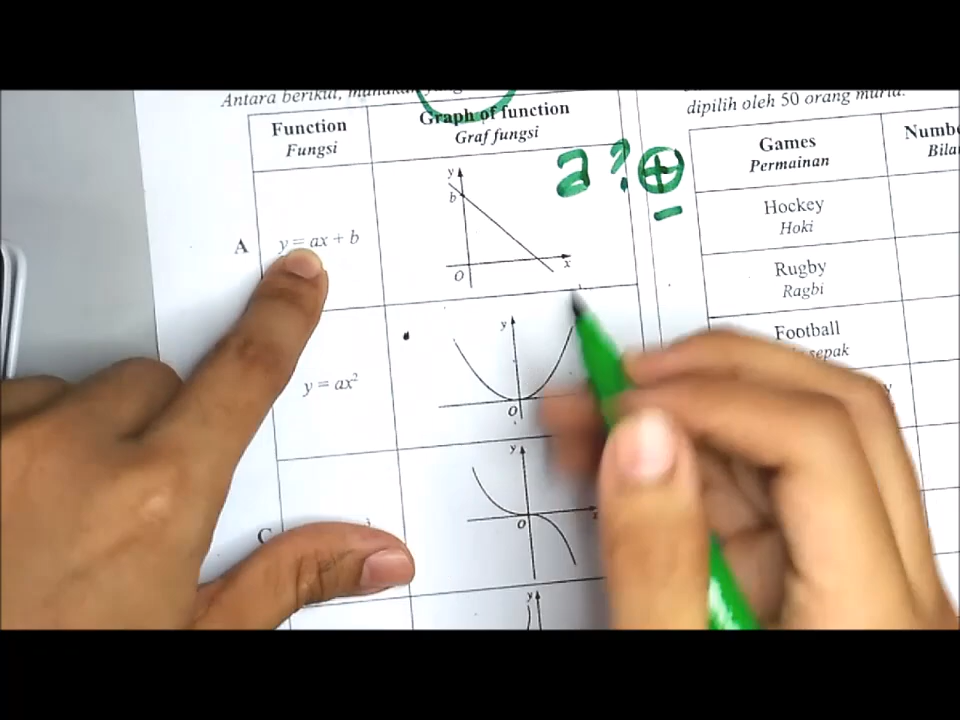 Antara berikut, manakah
Function
Fungsi
Graph of function
Graf fungsi
A
y = ax + b
y
b
O
x
a ? ⊕
−
y = ax²
y
O
C
y
O
x
y
dipilih oleh 50 orang murid.
Games
Permainan
Hockey
Hoki
Rugby
Ragbi
Football
sepak